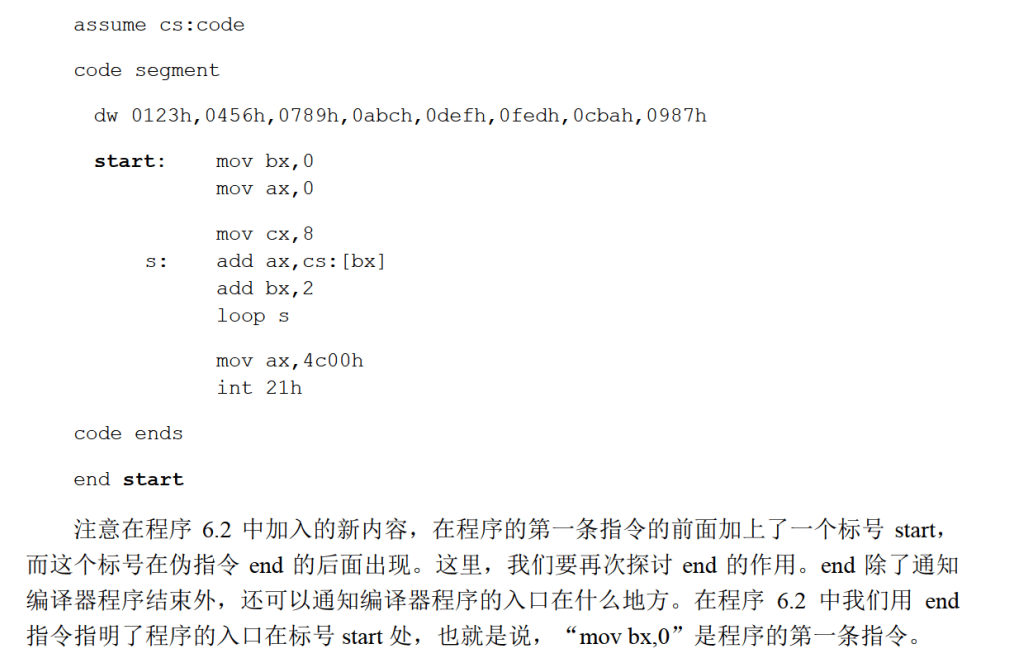 assume cs:code
code segment
dw 0123h,0456h,0789h,0abch,0defh,0fedh,0cbah,0987h
start: mov bx,0
mov ax,0
mov cx,8
s: add ax,cs:[bx]
add bx,2
loop s
mov ax,4c00h
int 21h
code ends
end start
注意在程序 6.2 中加入的新内容，在程序的第一条指令的前面加上了一个标号 start，
而这个标号在伪指令 end 的后面出现。这里，我们要再次探讨 end 的作用。end 除了通知
编译器程序结束外，还可以通知编译器程序的入口在什么地方。在程序 6.2 中我们用 end
指令指明了程序的入口在标号 start 处，也就是说，“mov bx,0”是程序的第一条指令。